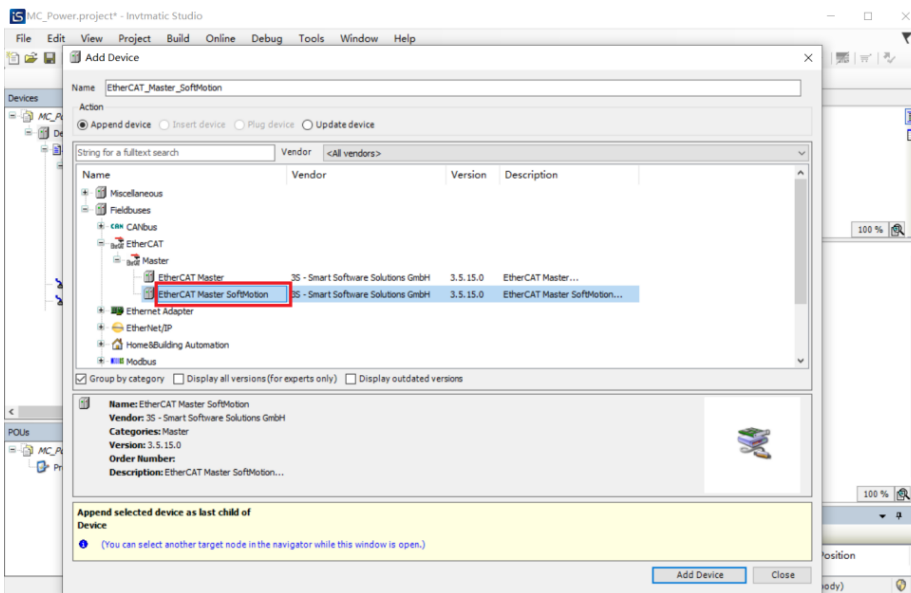 MC_Power.project* - Invtmatic Studio
File Edit View Project Build Online Debug Tools Window Help
Add Device
Name EtherCAT_Master_SoftMotion
Devices
Action
Append device Insert device Plug device Update device
String for a fulltext search Vendor <All vendors>
Name Vendor Version Description
Miscellaneous
Fieldbuses
CANbus
EtherCAT
Master
EtherCAT Master 3S - Smart Software Solutions GmbH 3.5.15.0 EtherCAT Master...
EtherCAT Master SoftMotion 3S - Smart Software Solutions GmbH 3.5.15.0 EtherCAT Master SoftMotion...
Ethernet Adapter
EtherNet/IP
Home&Building Automation
Modbus
100 %
Group by category Display all versions (for experts only) Display outdated versions
Name: EtherCAT Master SoftMotion
Vendor: 3S - Smart Software Solutions GmbH
Categories: Master
Version: 3.5.15.0
Order Number:
Description: EtherCAT Master SoftMotion...
POUs
100 %
Append selected device as last child of
Device
(You can select another target node in the navigator while this window is open.)
Add Device Close